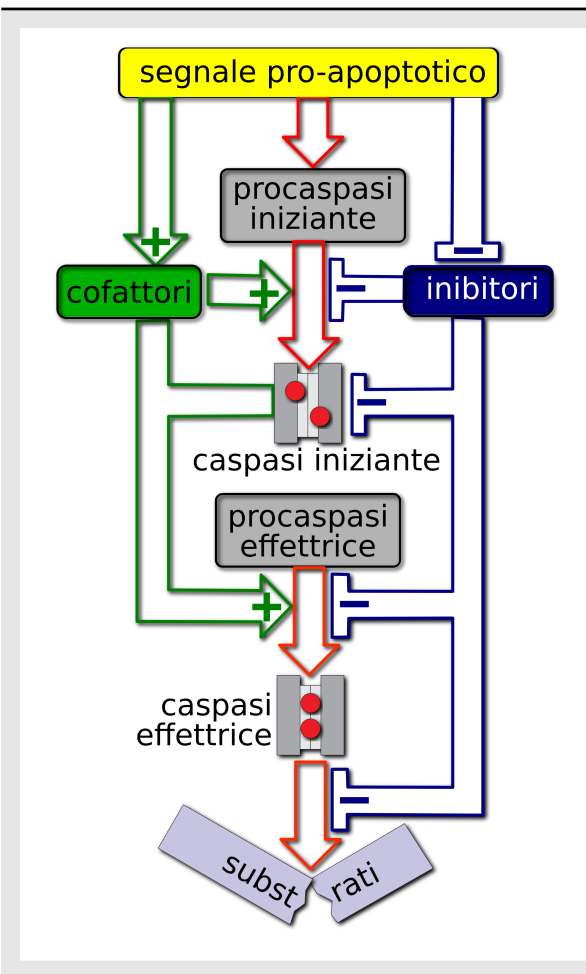 segnale pro-apoptotico
procaspasi
iniziante
+
cofattori
+
inibitori
caspasi iniziante
procaspasi
effettrice
+
caspasi
effettrice
subst rati